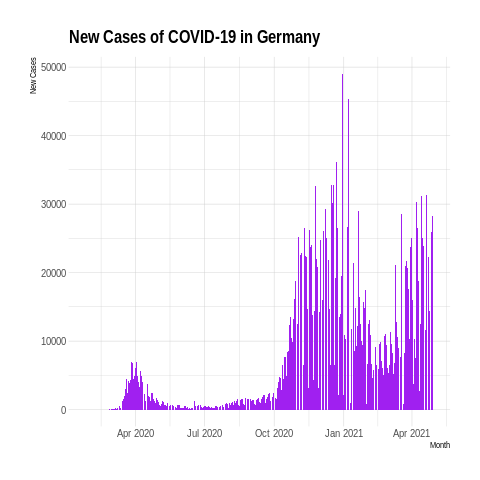 New Cases of COVID-19 in Germany
New Cases
50000
40000
30000
20000
10000
0
Apr 2020 Jul 2020 Oct 2020 Jan 2021 Apr 2021
Month